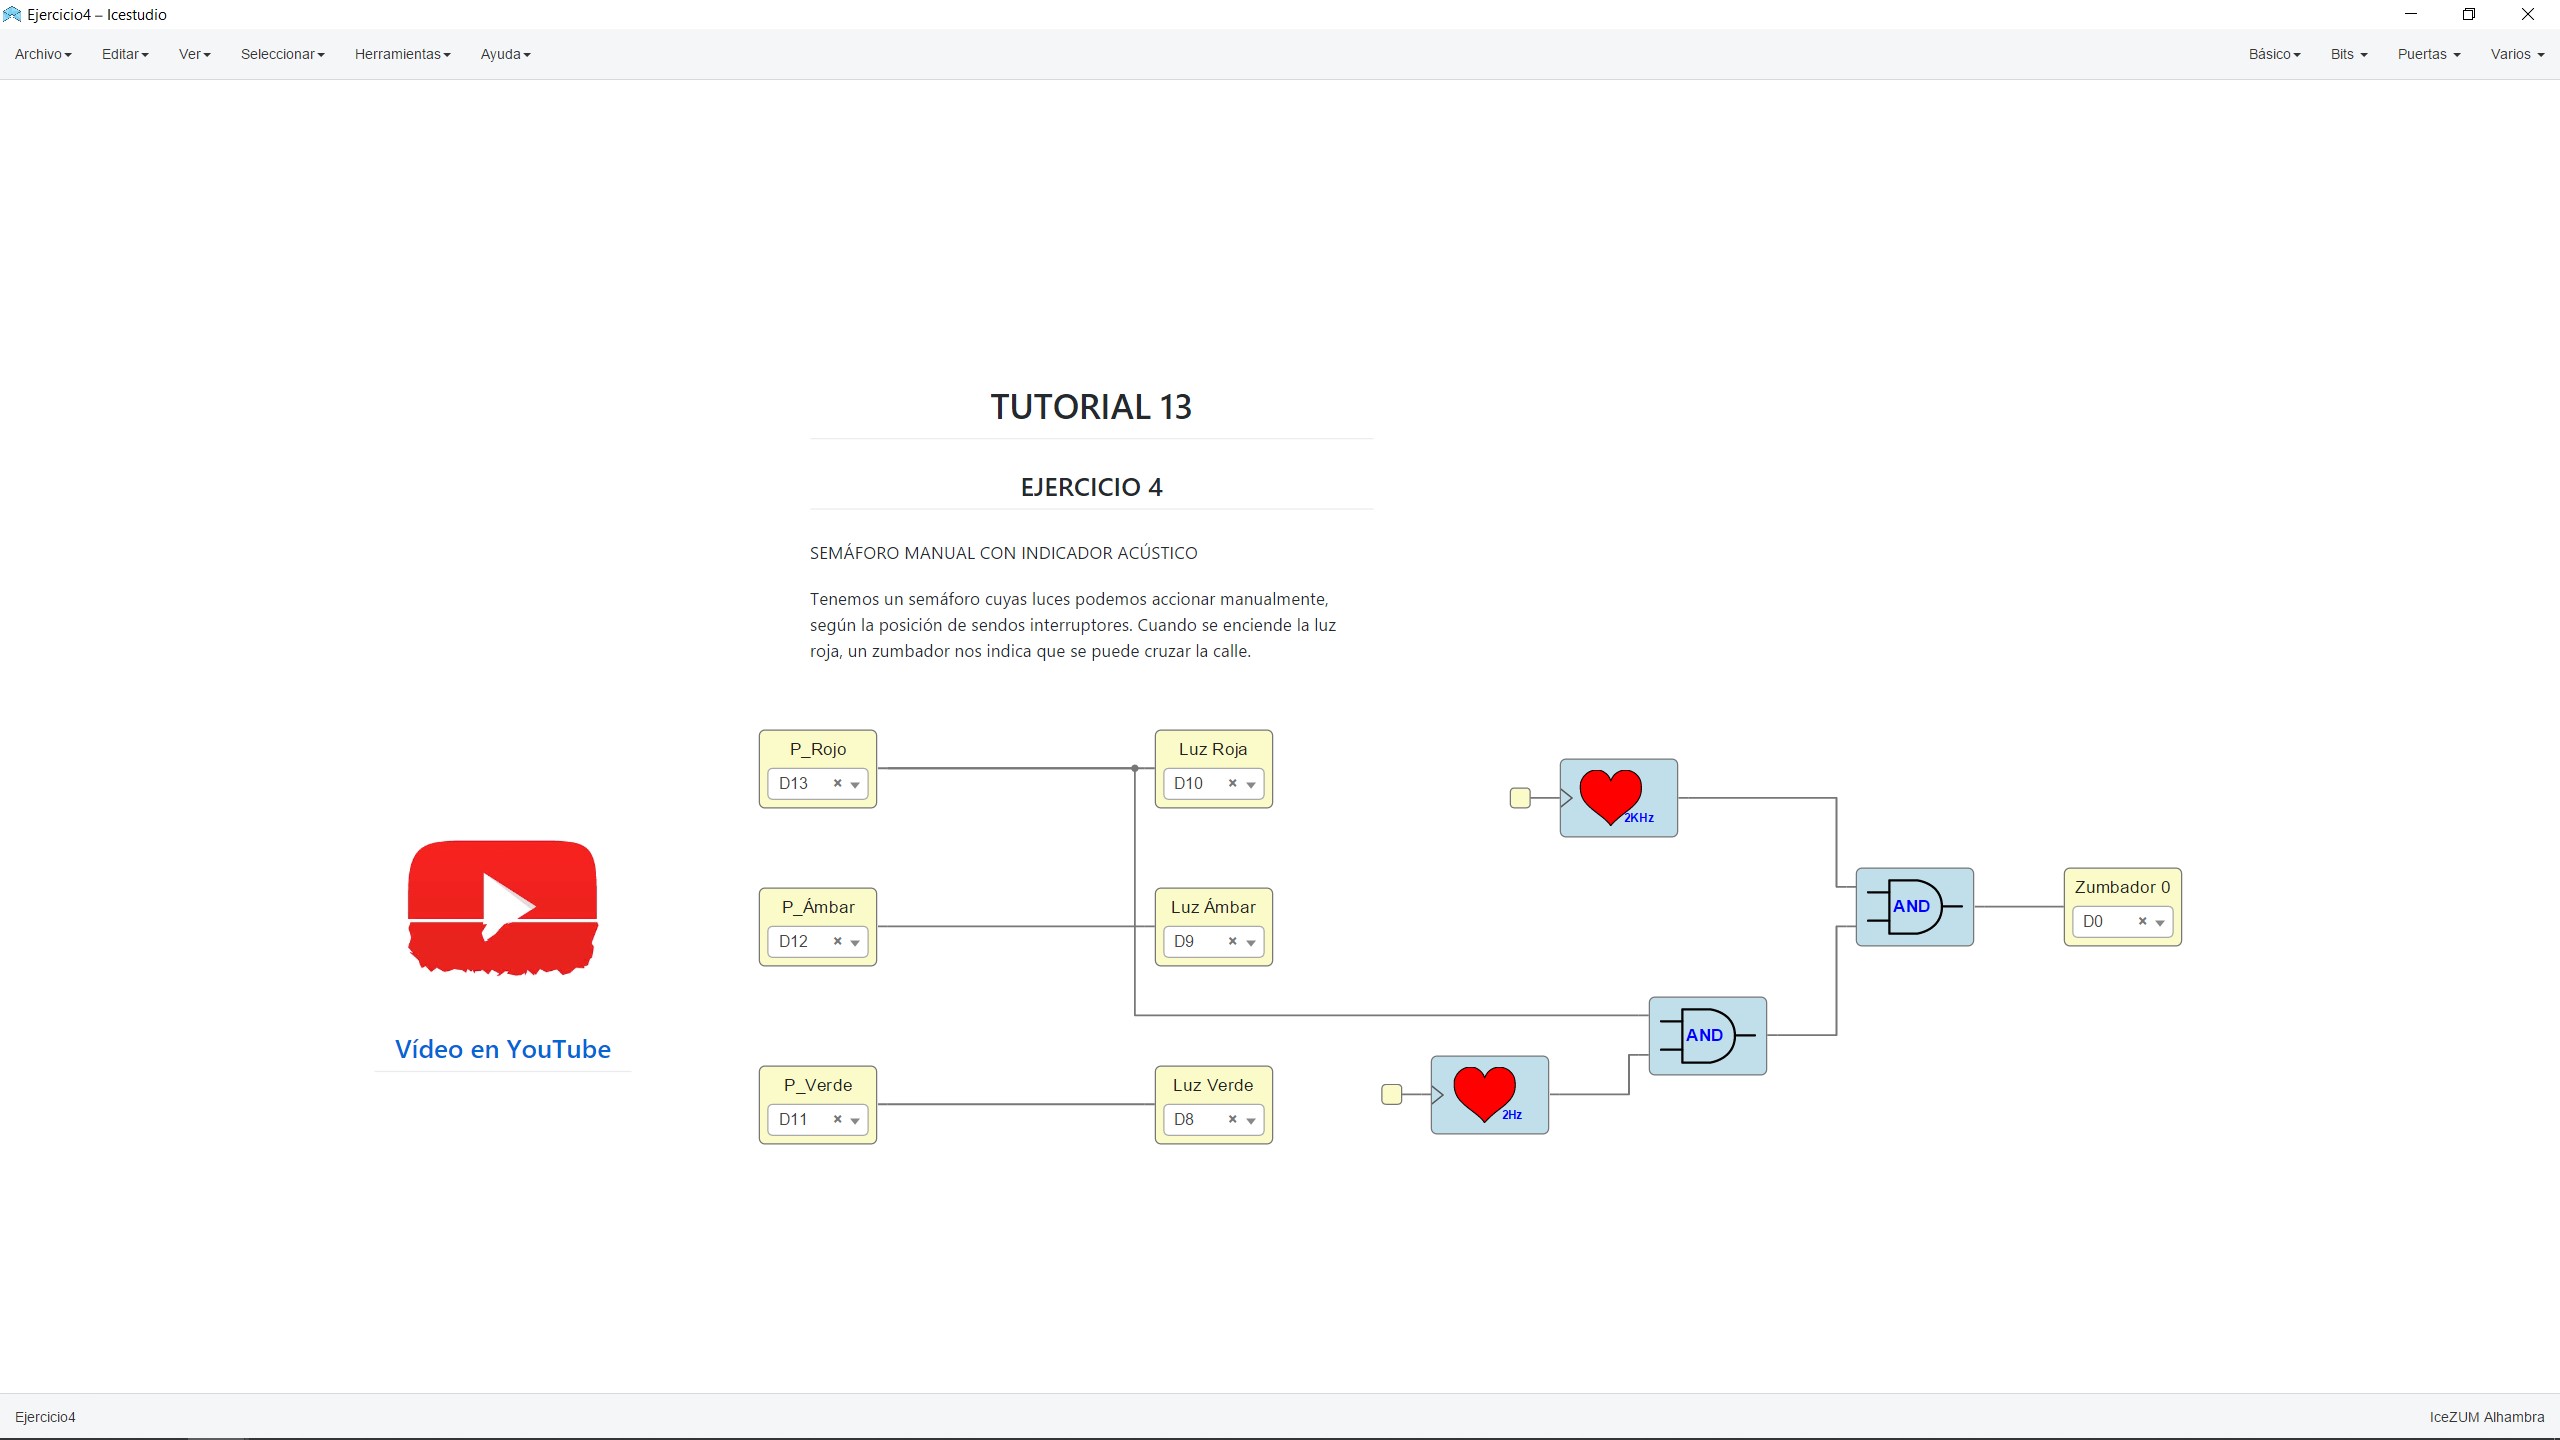 Ejercicio4 – Icestudio
Archivo Editar Ver Seleccionar Herramientas Ayuda Básico Bits Puertas Varios
TUTORIAL 13
EJERCICIO 4
SEMÁFORO MANUAL CON INDICADOR ACÚSTICO
Tenemos un semáforo cuyas luces podemos accionar manualmente,
según la posición de sendos interruptores. Cuando se enciende la luz
roja, un zumbador nos indica que se puede cruzar la calle.
P_Rojo
D13
Luz Roja
D10
2KHz
P_Ámbar
D12
Luz Ámbar
D9
AND
Zumbador 0
D0
Vídeo en YouTube
AND
P_Verde
D11
Luz Verde
D8
2Hz
Ejercicio4
IceZUM Alhambra